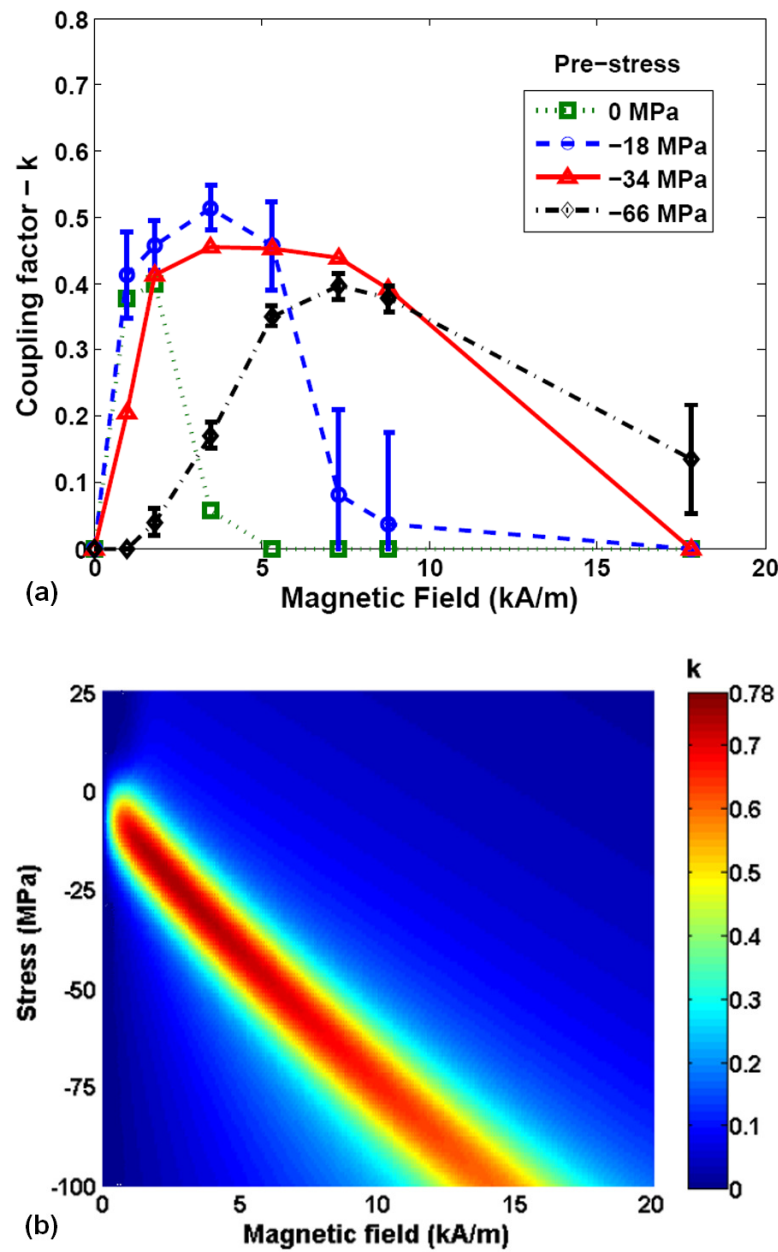 0.8
0.7
0.6
0.5
0.4
0.3
0.2
0.1
0
Coupling factor − k
Pre−stress
0 MPa
−18 MPa
−34 MPa
−66 MPa
0 5 10 15 20
Magnetic Field (kA/m)
(a)
k
25
0
-25
-50
-75
-100
Stress (MPa)
0.78
0.7
0.6
0.5
0.4
0.3
0.2
0.1
0
0 5 10 15 20
Magnetic field (kA/m)
(b)